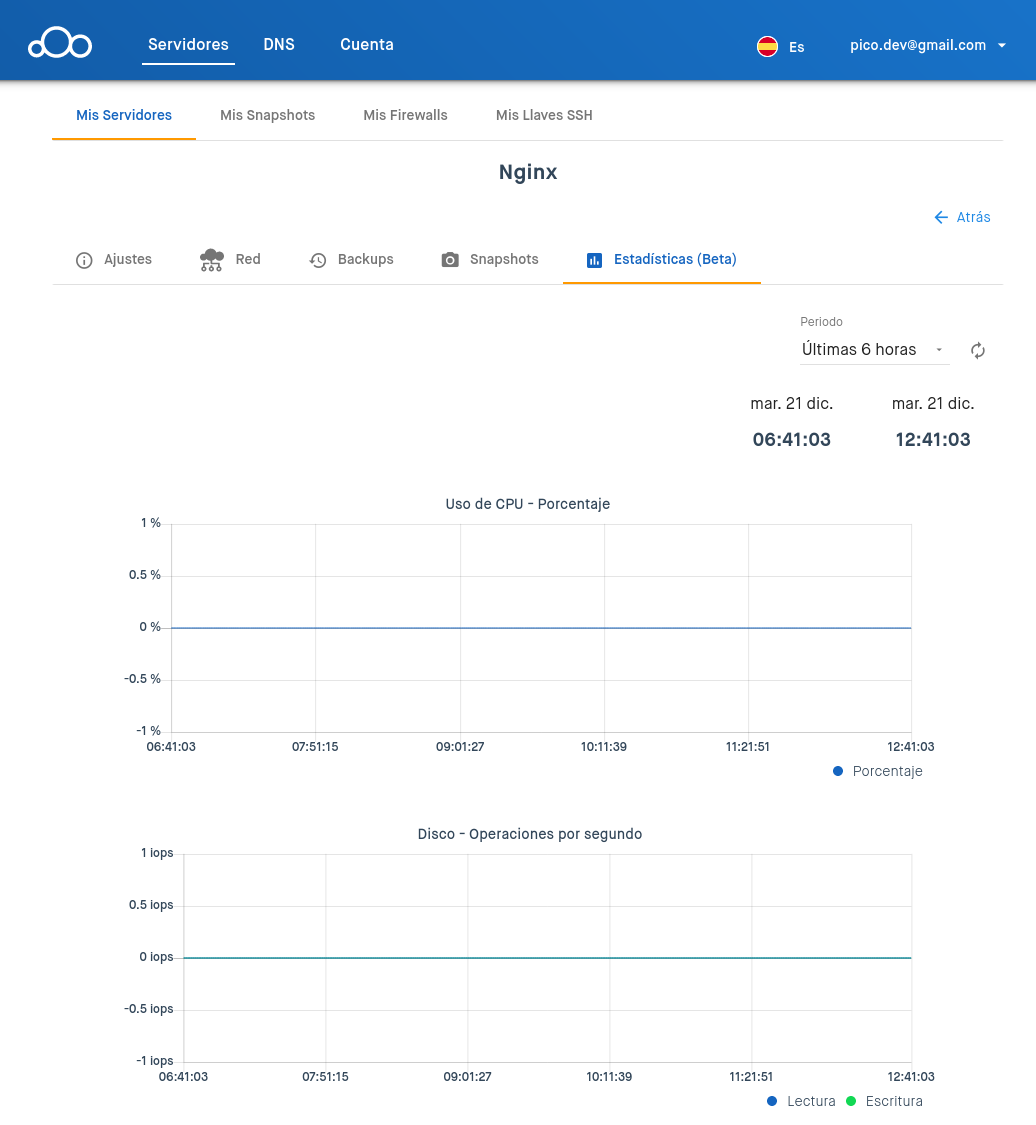 Servidores DNS Cuenta Es pico.dev@gmail.com
Mis Servidores Mis Snapshots Mis Firewalls Mis Llaves SSH
Nginx
Atrás
Ajustes Red Backups Snapshots Estadísticas (Beta)
Periodo
Últimas 6 horas
mar. 21 dic. mar. 21 dic.
06:41:03 12:41:03
Uso de CPU - Porcentaje
1 %
0.5 %
0 %
-0.5 %
-1 %
06:41:03 07:51:15 09:01:27 10:11:39 11:21:51 12:41:03
Porcentaje
Disco - Operaciones por segundo
1 iops
0.5 iops
0 iops
-0.5 iops
-1 iops
06:41:03 07:51:15 09:01:27 10:11:39 11:21:51 12:41:03
Lectura Escritura